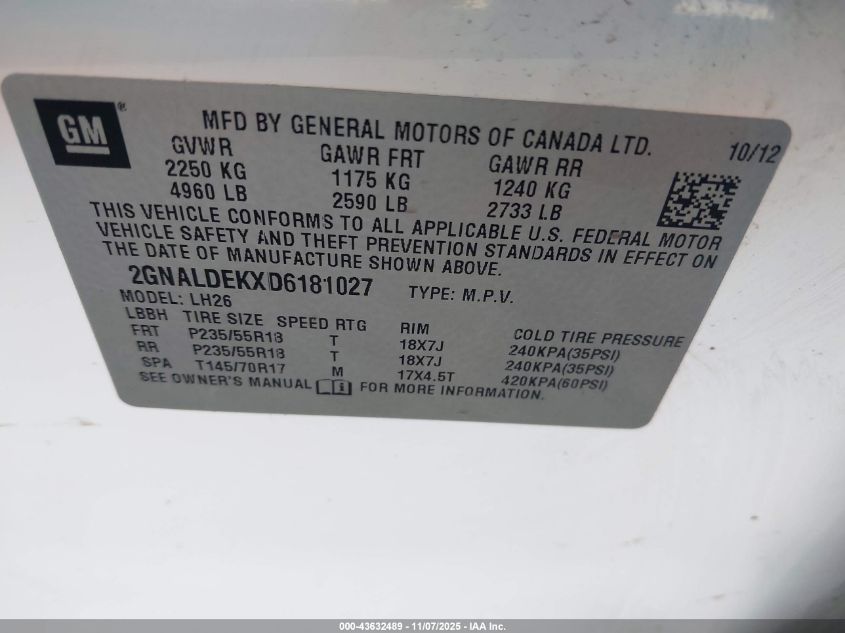 GM®
MFD BY GENERAL MOTORS OF CANADA LTD.
10/12
GVWR GAWR FRT GAWR RR
2250 KG 1175 KG 1240 KG
4960 LB 2590 LB 2733 LB
THIS VEHICLE CONFORMS TO ALL APPLICABLE U.S. FEDERAL MOTOR
VEHICLE SAFETY AND THEFT PREVENTION STANDARDS IN EFFECT ON
THE DATE OF MANUFACTURE SHOWN ABOVE.
2GNALDEKXD6181027 TYPE: M.P.V.
MODEL: LH26
LBBH TIRE SIZE SPEED RTG RIM COLD TIRE PRESSURE
FRT P235/55R18 T 18X7J 240KPA(35PSI)
RR P235/55R18 T 18X7J 240KPA(35PSI)
SPA T145/70R17 M 17X4.5T 420KPA(60PSI)
SEE OWNER'S MANUAL FOR MORE INFORMATION.
000-43632489 - 11/07/2025 - IAA Inc.